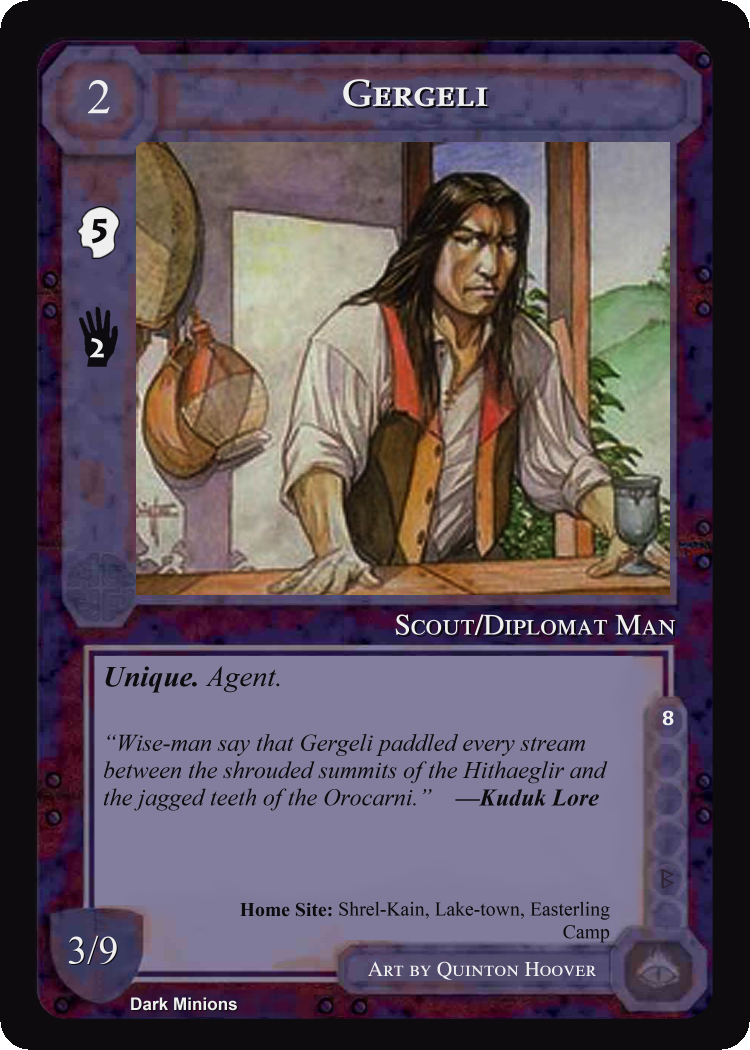 2
GERGELI
5
2
SCOUT/DIPLOMAT MAN
Unique. Agent.
8
“Wise-man say that Gergeli paddled every stream
between the shrouded summits of the Hithaeglir and
the jagged teeth of the Orocarni.” —Kuduk Lore
Home Site: Shrel-Kain, Lake-town, Easterling
Camp
3/9
ART BY QUINTON HOOVER
Dark Minions